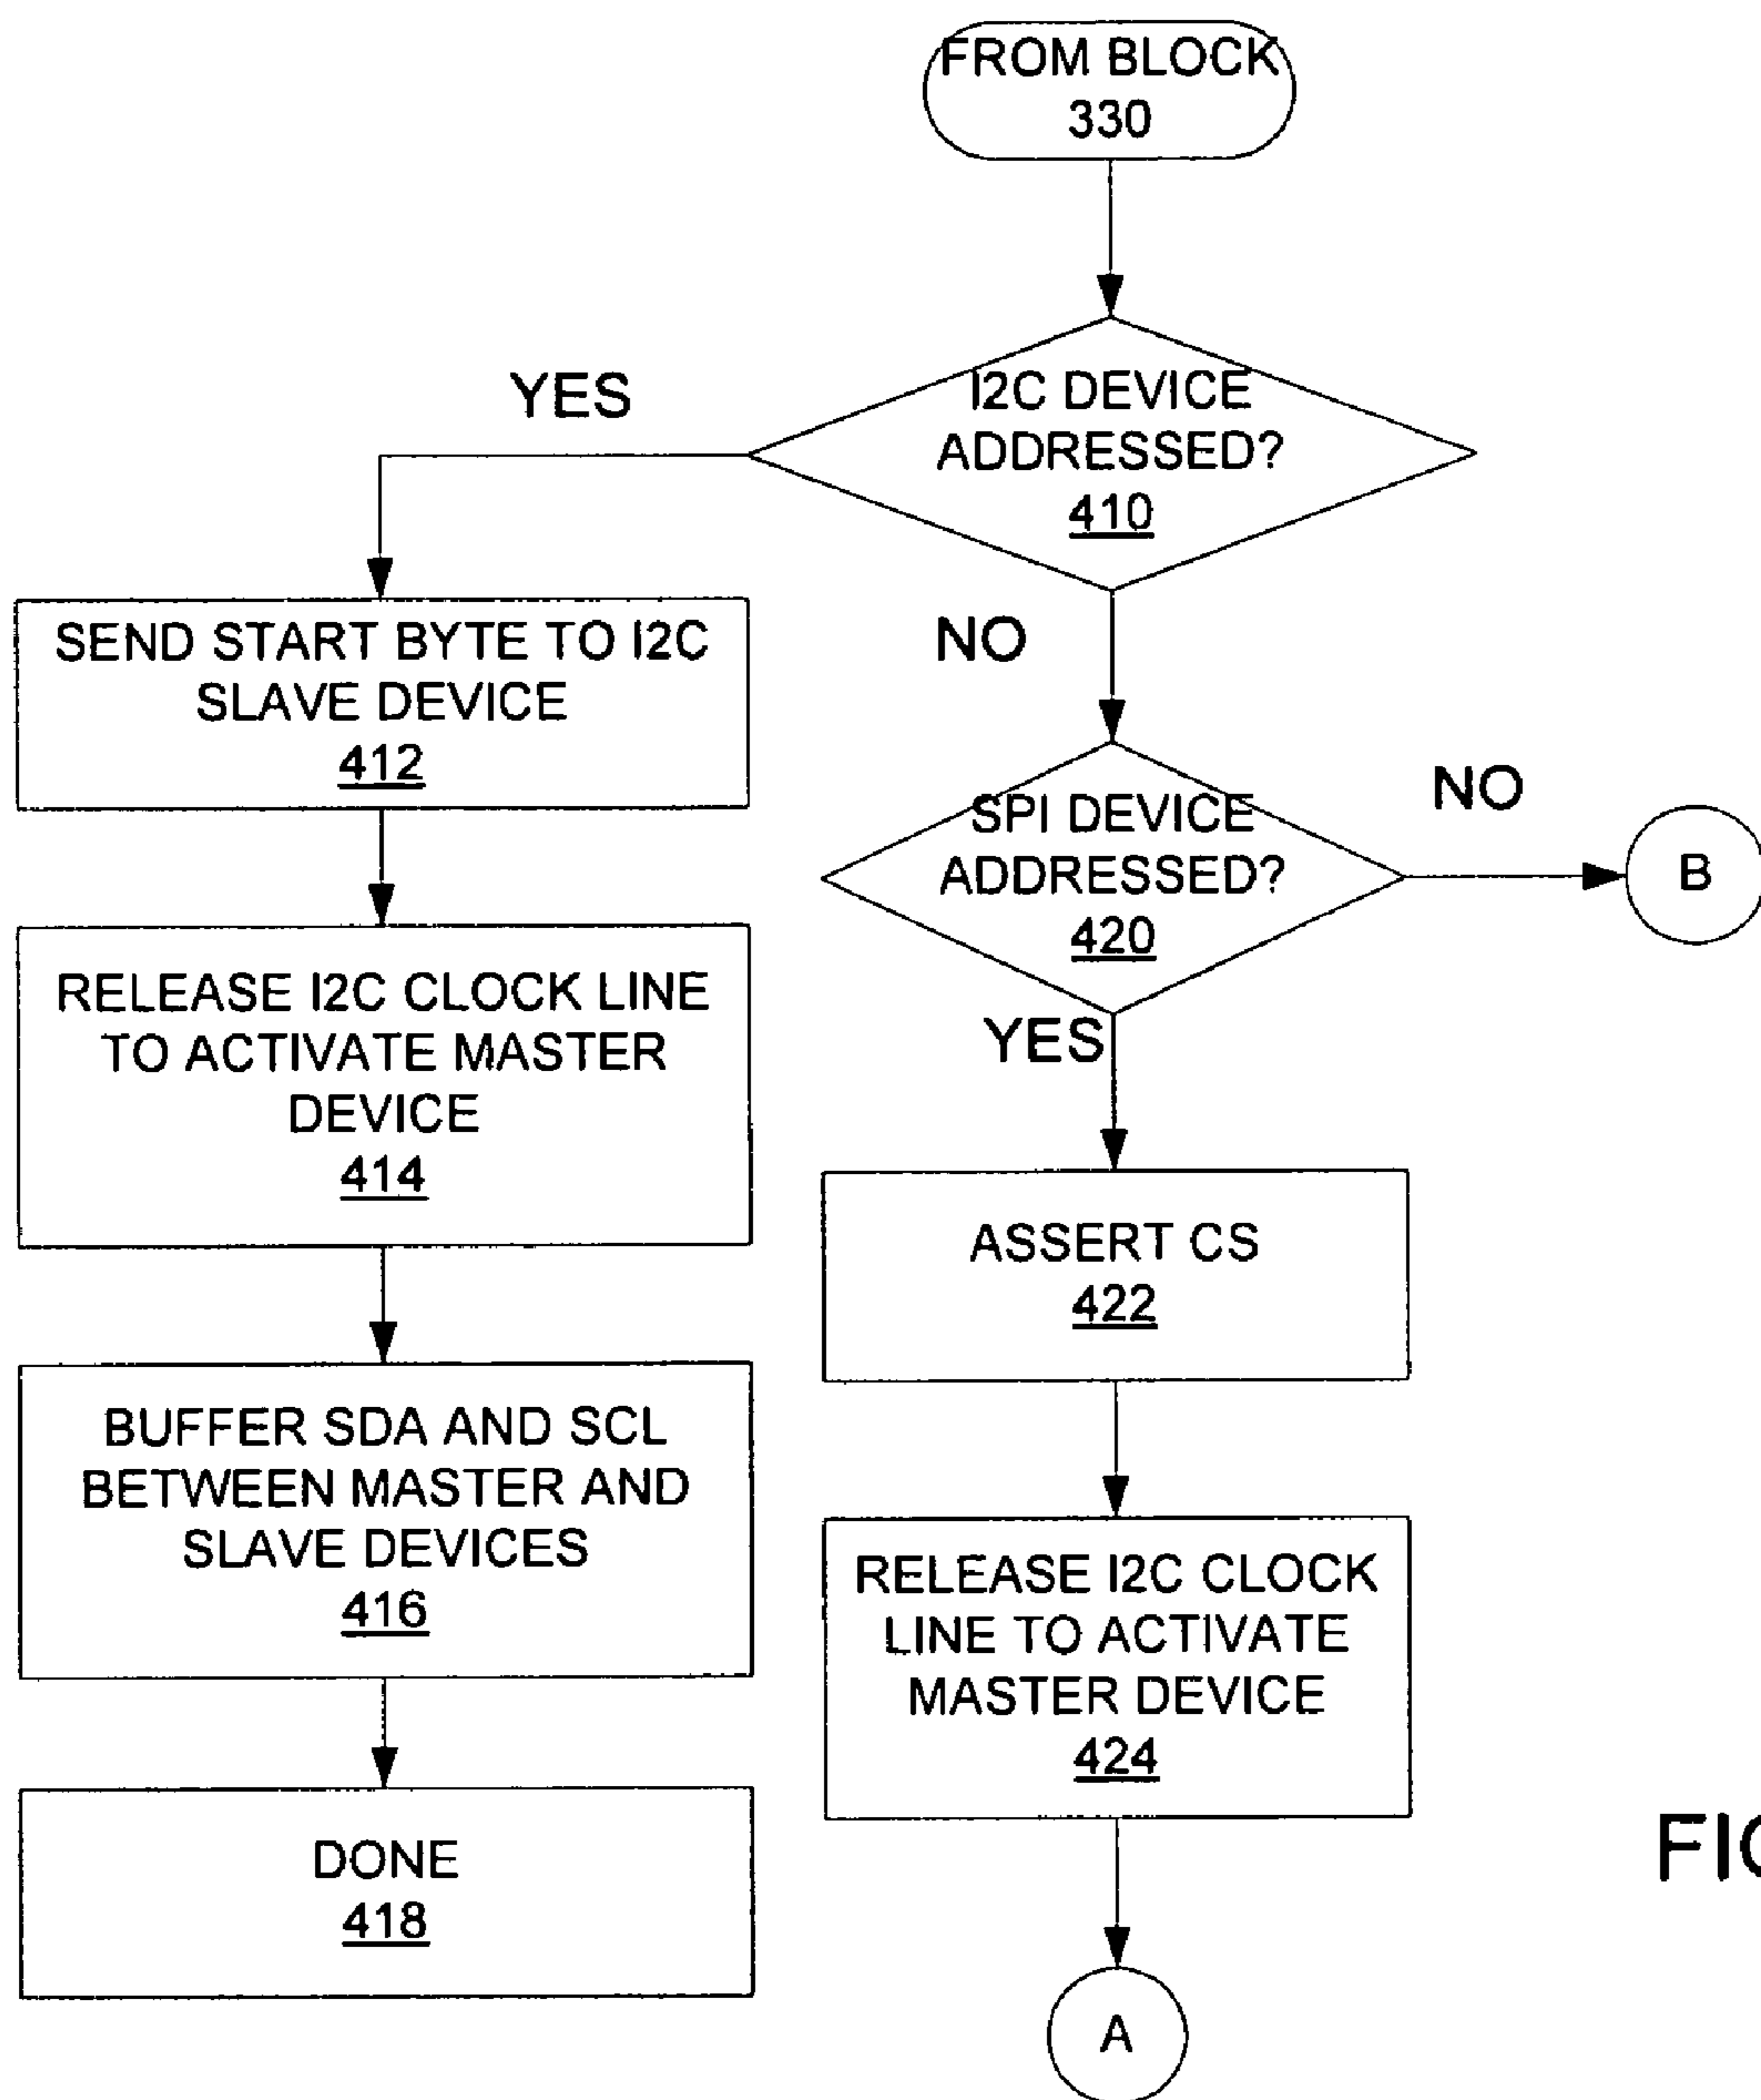 FROM BLOCK
330
I2C DEVICE
ADDRESSED?
410
YES
NO
SEND START BYTE TO I2C
SLAVE DEVICE
412
RELEASE I2C CLOCK LINE
TO ACTIVATE MASTER
DEVICE
414
BUFFER SDA AND SCL
BETWEEN MASTER AND
SLAVE DEVICES
416
DONE
418
SPI DEVICE
ADDRESSED?
420
NO
B
YES
ASSERT CS
422
RELEASE I2C CLOCK
LINE TO ACTIVATE
MASTER DEVICE
424
A